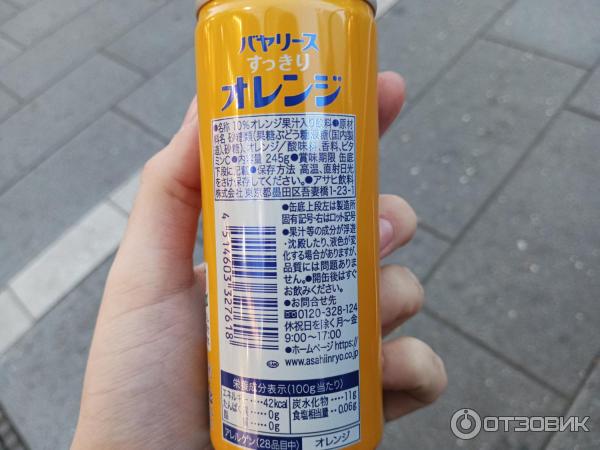 バヤリース
すっきり
オレンジ
●名称 10%オレンジ果汁入り飲料●原材
料名 砂糖類(果糖ぶどう糖液糖(国内製
造)、砂糖)、オレンジ/酸味料、香料、ビタ
ミンC●内容量 245g●賞味期限 缶底
下段に記載●保存方法 高温、直射日光
をさけ保存してください。●アサヒ飲料
株式会社 東京都墨田区吾妻橋1-23-1
●缶底上段左は製造所
固有記号・右はロット記号
●果汁等の成分が浮遊
・沈殿したり、液色が変
化する場合がありますが、
品質には問題ありま
せん。●開缶後はすぐ
お飲みください。
●お問合せ先
0120-328-124
休祝日を除く月〜金
9:00〜17:00
●ホームページ https://
www.asahiinryo.co.jp/
4 514603 327618
栄養成分表示(100g当たり)
エネルギー 42kcal
たんぱく質 0g
脂質 0g
炭水化物 11g
食塩相当量 0.06g
アレルゲン(28品目中) オレンジ
ОТЗОВИК